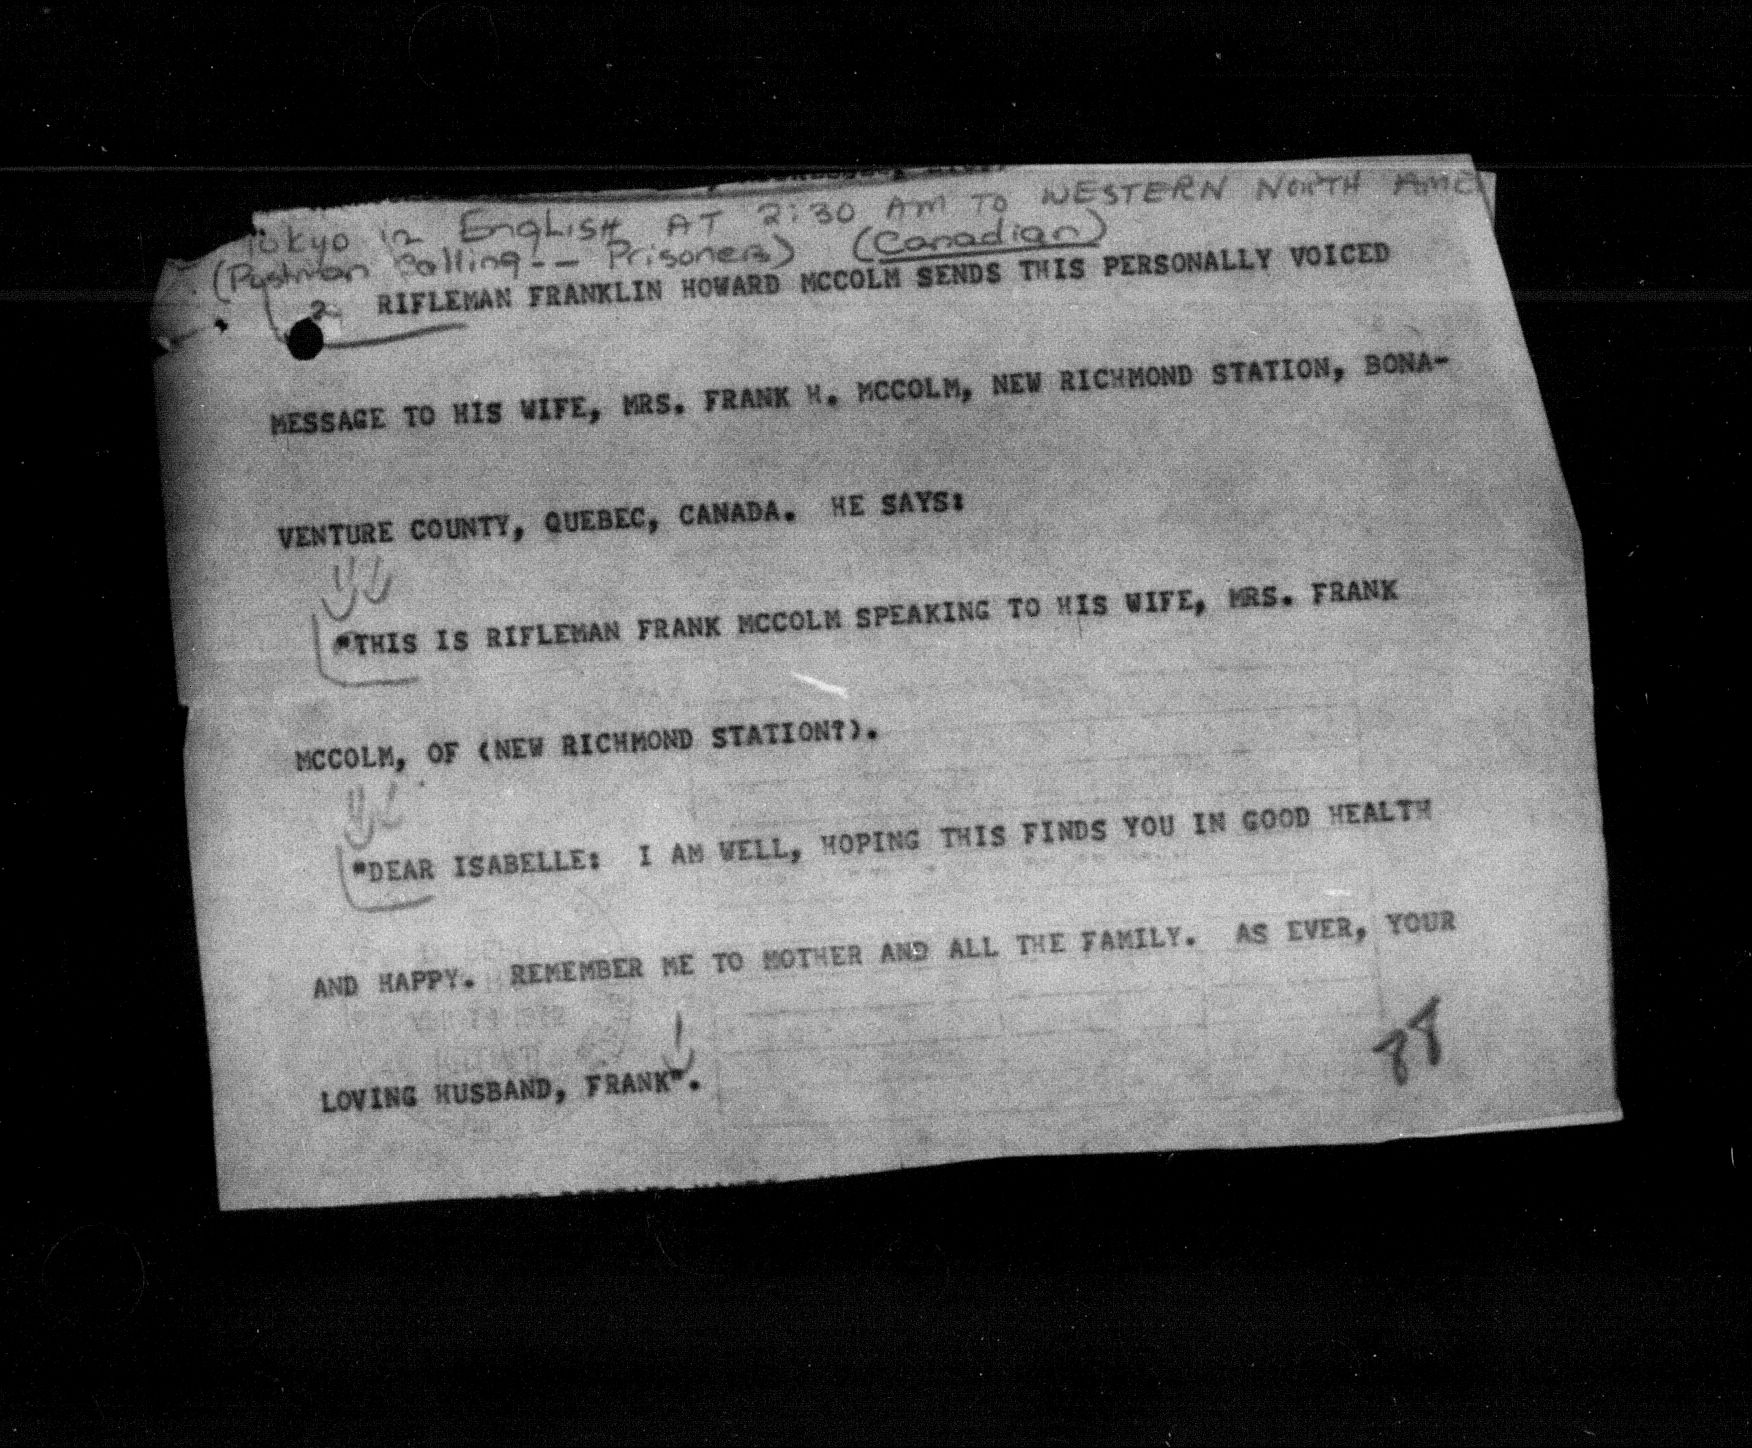 Tokyo in ENGLISH AT 2:30 AM TO WESTERN NORTH AME
(Postman Calling -- Prisoners) (Canadian)
2 RIFLEMAN FRANKLIN HOWARD MCCOLM SENDS THIS PERSONALLY VOICED
MESSAGE TO HIS WIFE, MRS. FRANK H. MCCOLM, NEW RICHMOND STATION, BONA-
VENTURE COUNTY, QUEBEC, CANADA. HE SAYS:
"THIS IS RIFLEMAN FRANK MCCOLM SPEAKING TO HIS WIFE, MRS. FRANK
MCCOLM, OF (NEW RICHMOND STATION?).
"DEAR ISABELLE: I AM WELL, HOPING THIS FINDS YOU IN GOOD HEALTH
AND HAPPY. REMEMBER ME TO MOTHER AND ALL THE FAMILY. AS EVER, YOUR
LOVING HUSBAND, FRANK".